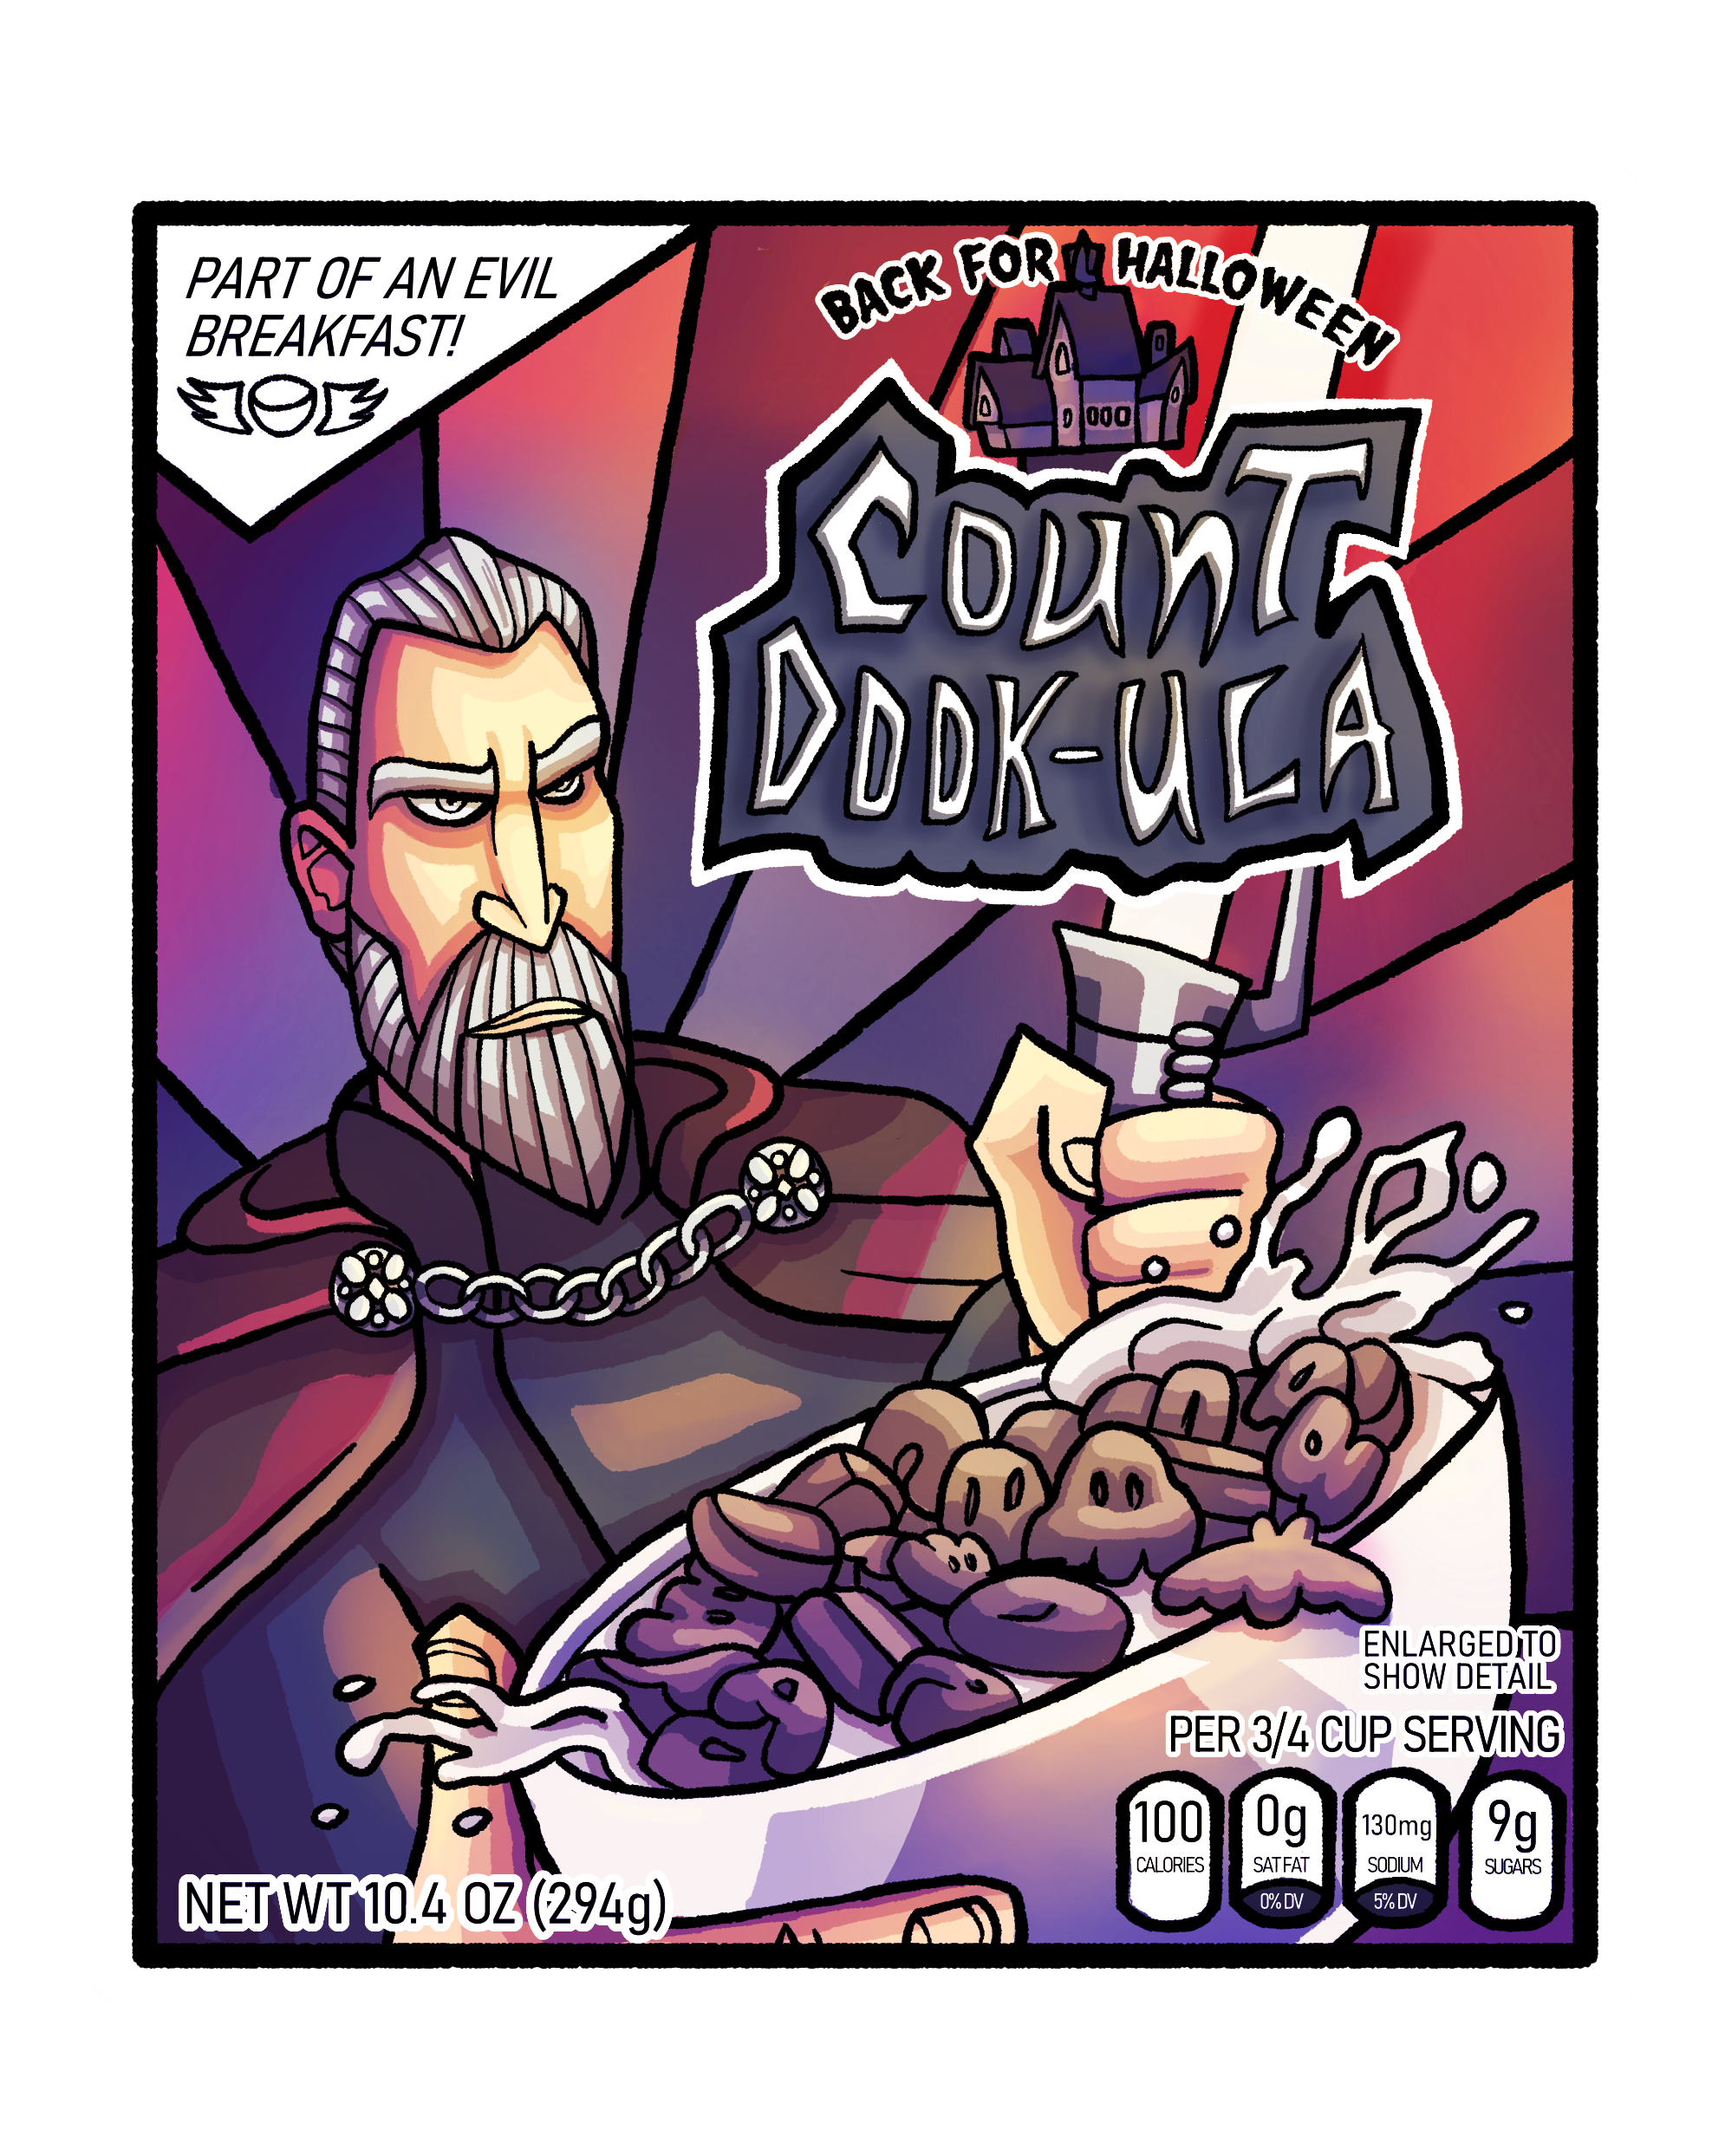 PART OF AN EVIL
BREAKFAST!
BACK FOR HALLOWEEN
COUNT
DOOK-ULA
ENLARGED TO
SHOW DETAIL
PER 3/4 CUP SERVING
100
CALORIES
0g
SAT FAT
0% DV
130mg
SODIUM
5% DV
9g
SUGARS
NET WT 10.4 OZ (294g)